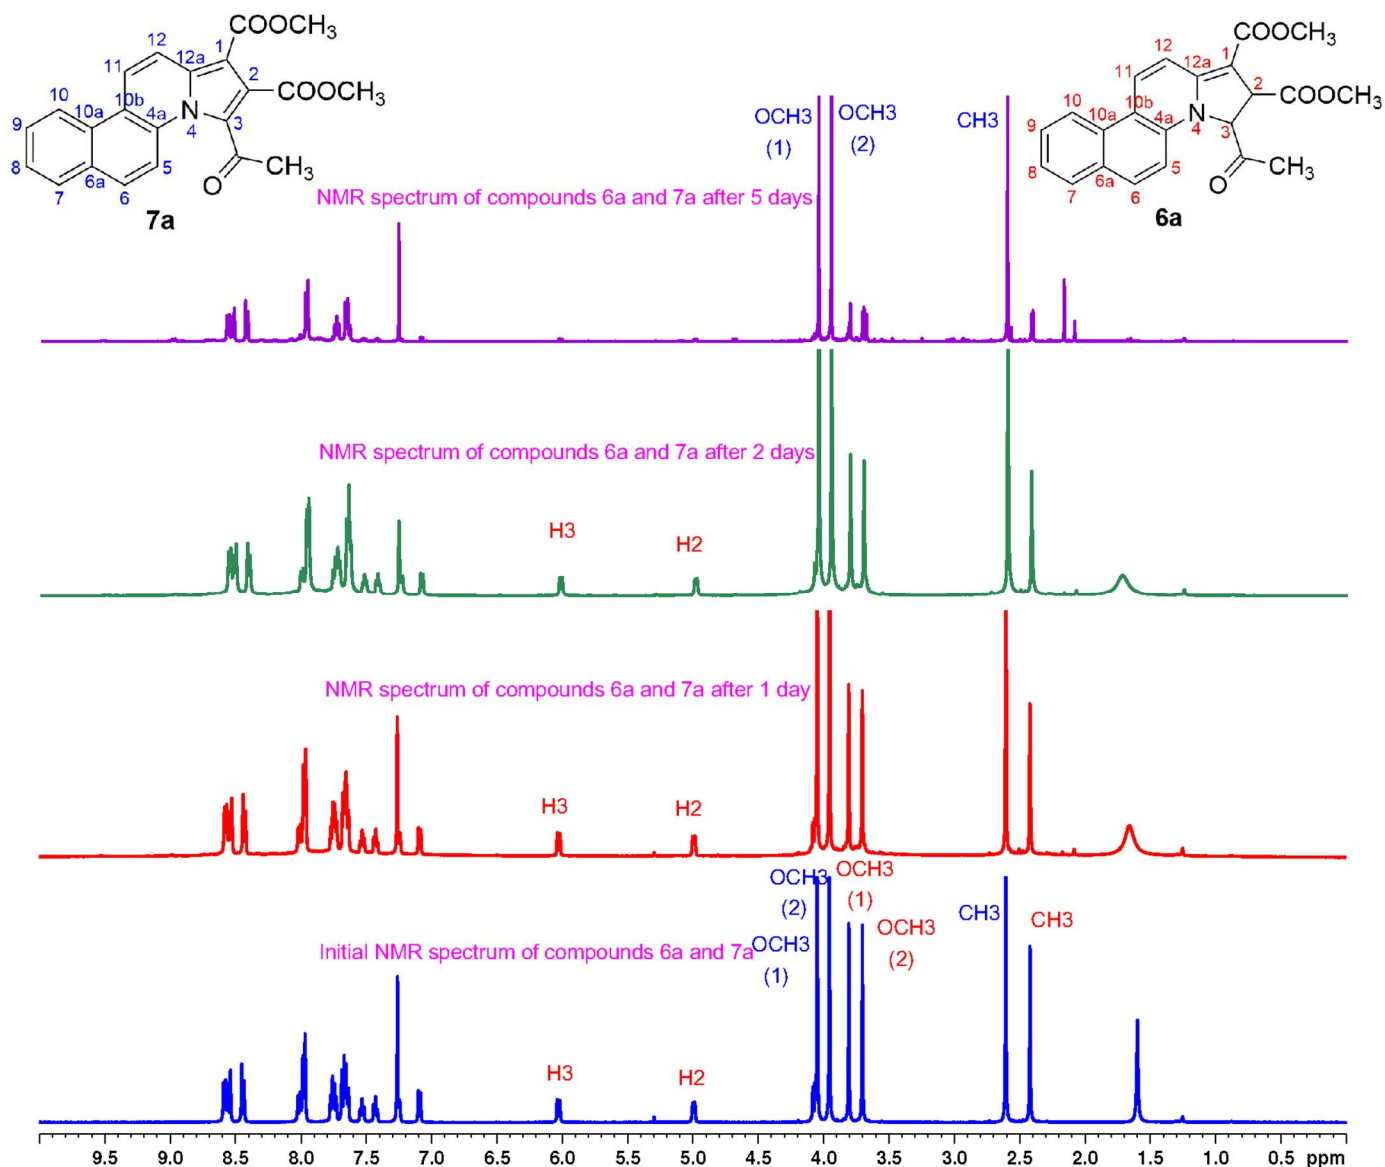 COOCH3
12
1
12a
11
2
COOCH3
10
10b
N
10a
4a
4
3
9
CH3
8
5
O
6a
7
6
7a
COOCH3
12
1
12a
11
2
COOCH3
10
10b
N
10a
4a
4
3
9
CH3
8
5
O
6a
7
6
6a
OCH3
(1)
OCH3
(2)
CH3
NMR spectrum of compounds 6a and 7a after 5 days
NMR spectrum of compounds 6a and 7a after 2 days
H3
H2
NMR spectrum of compounds 6a and 7a after 1 day
H3
H2
OCH3
(2)
OCH3
(1)
CH3
CH3
OCH3
(2)
Initial NMR spectrum of compounds 6a and 7a
OCH3
(1)
H3
H2
9.5 9.0 8.5 8.0 7.5 7.0 6.5 6.0 5.5 5.0 4.5 4.0 3.5 3.0 2.5 2.0 1.5 1.0 0.5 ppm